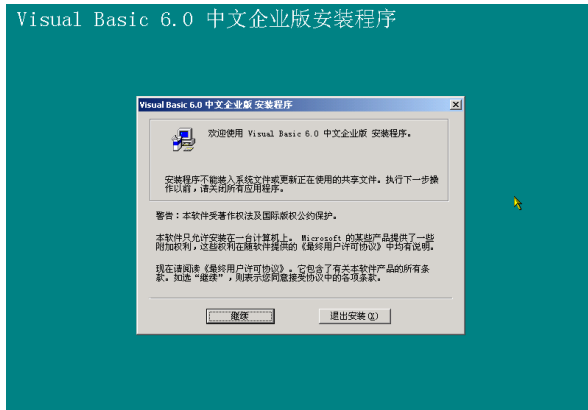 Visual Basic 6.0 中文企业版安装程序
Visual Basic 6.0 中文企业版 安装程序
欢迎使用 Visual Basic 6.0 中文企业版 安装程序。
安装程序不能装入系统文件或更新正在使用的共享文件。执行下一步操
作以前，请关闭所有应用程序。
警告：本软件受著作权法及国际版权公约保护。
本软件只允许安装在一台计算机上。 Microsoft 的某些产品提供了一些
附加权利，这些权利在随软件提供的《最终用户许可协议》中均有说明。
现在请阅读《最终用户许可协议》。它包含了有关本软件产品的所有条
款。如选“继续”，则表示您同意接受协议中的各项条款。
继续
退出安装(X)